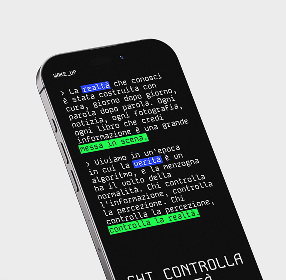 WAKE_UP
> La realtà che conosci
è stata costruita con
cura, giorno dopo giorno,
parola dopo parola. Ogni
notizia, ogni fotografia,
ogni libro che credi
informazione è una grande
messa in scena.
> Viviamo in un'epoca
in cui la verità è un
algoritmo, e la menzogna
ha il volto della
normalità. Chi controlla
l'informazione, controlla
la percezione. Chi
controlla la percezione,
controlla la realtà.
CHI CONTROLLA